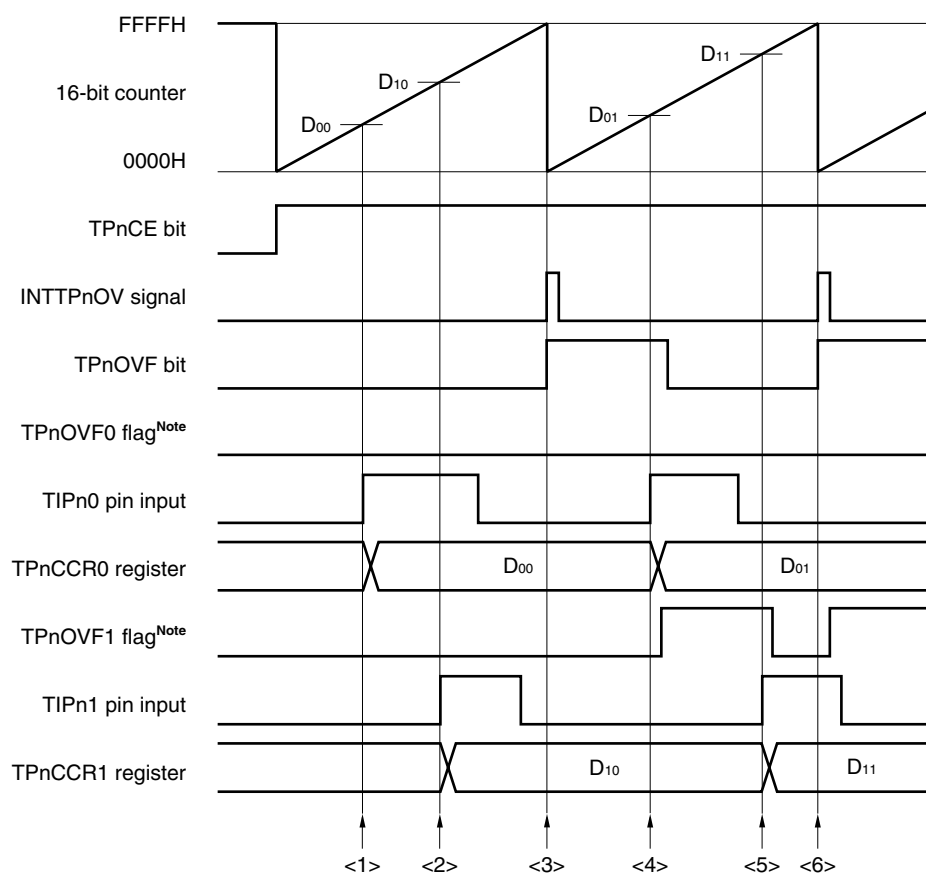 FFFFH
16-bit counter
0000H
D10
D00
D11
D01
TPnCE bit
INTTPnOV signal
TPnOVF bit
TPnOVF0 flagNote
TIPn0 pin input
TPnCCR0 register
D00
D01
TPnOVF1 flagNote
TIPn1 pin input
TPnCCR1 register
D10
D11
<1> <2> <3> <4> <5> <6>